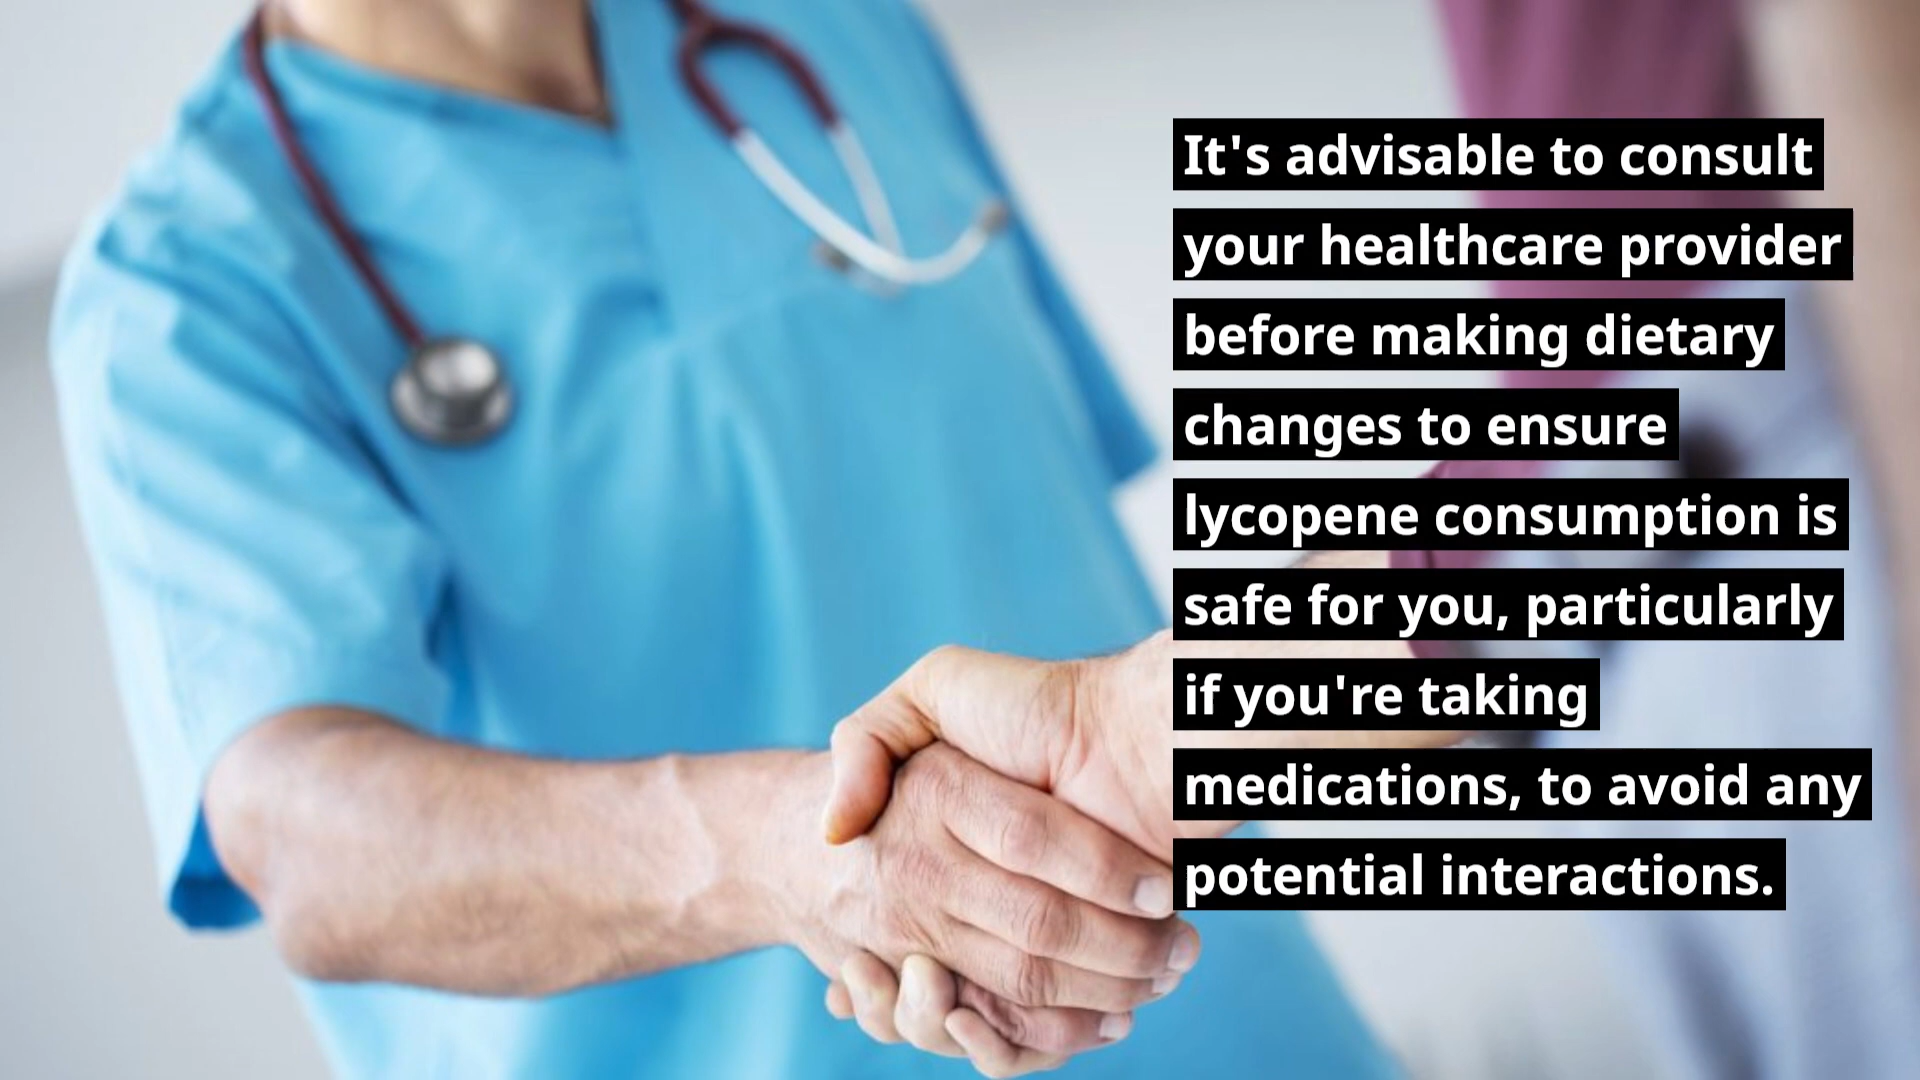 It's advisable to consult
your healthcare provider
before making dietary
changes to ensure
lycopene consumption is
safe for you, particularly
if you're taking
medications, to avoid any
potential interactions.